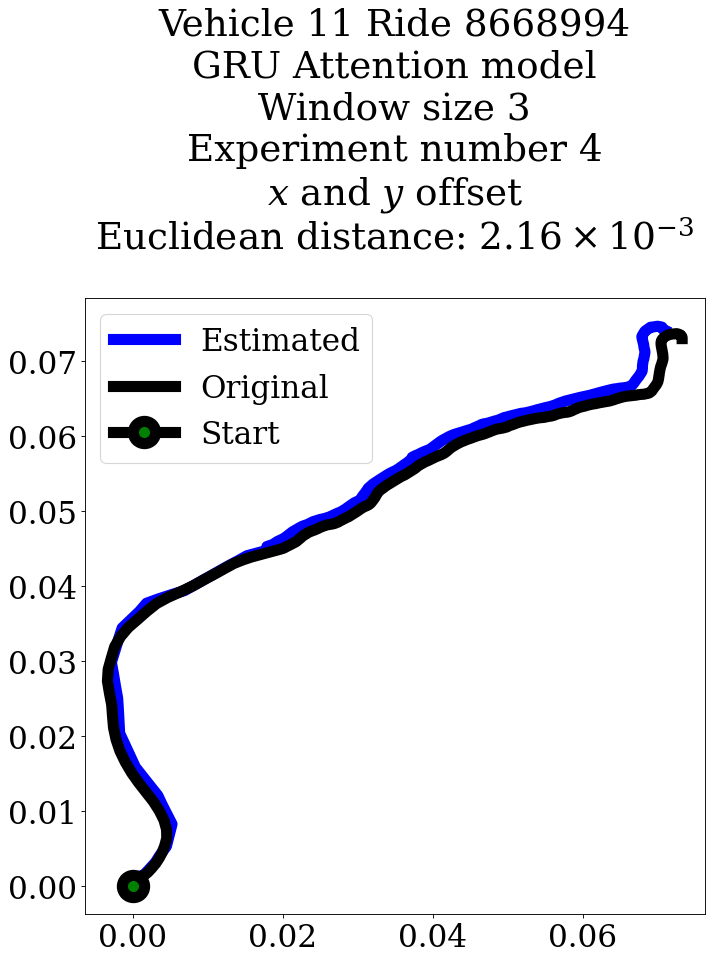 Vehicle 11 Ride 8668994
GRU Attention model
Window size 3
Experiment number 4
x and y offset
Euclidean distance: 2.16 × 10⁻³
Estimated
Original
Start
0.07
0.06
0.05
0.04
0.03
0.02
0.01
0.00
0.00 0.02 0.04 0.06